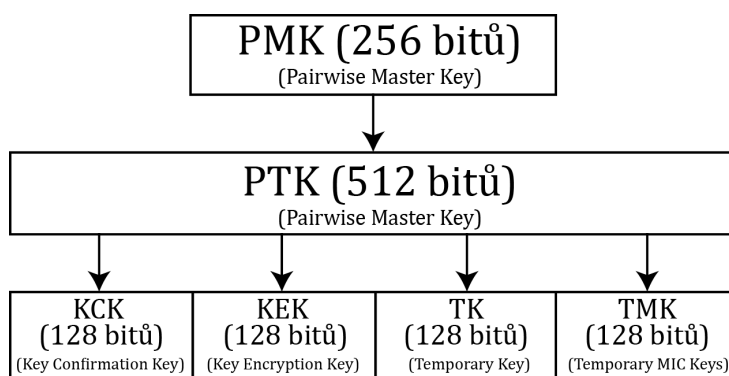 PMK (256 bitů)
(Pairwise Master Key)
PTK (512 bitů)
(Pairwise Master Key)
KCK
(128 bitů)
(Key Confirmation Key)
KEK
(128 bitů)
(Key Encryption Key)
TK
(128 bitů)
(Temporary Key)
TMK
(128 bitů)
(Temporary MIC Keys)